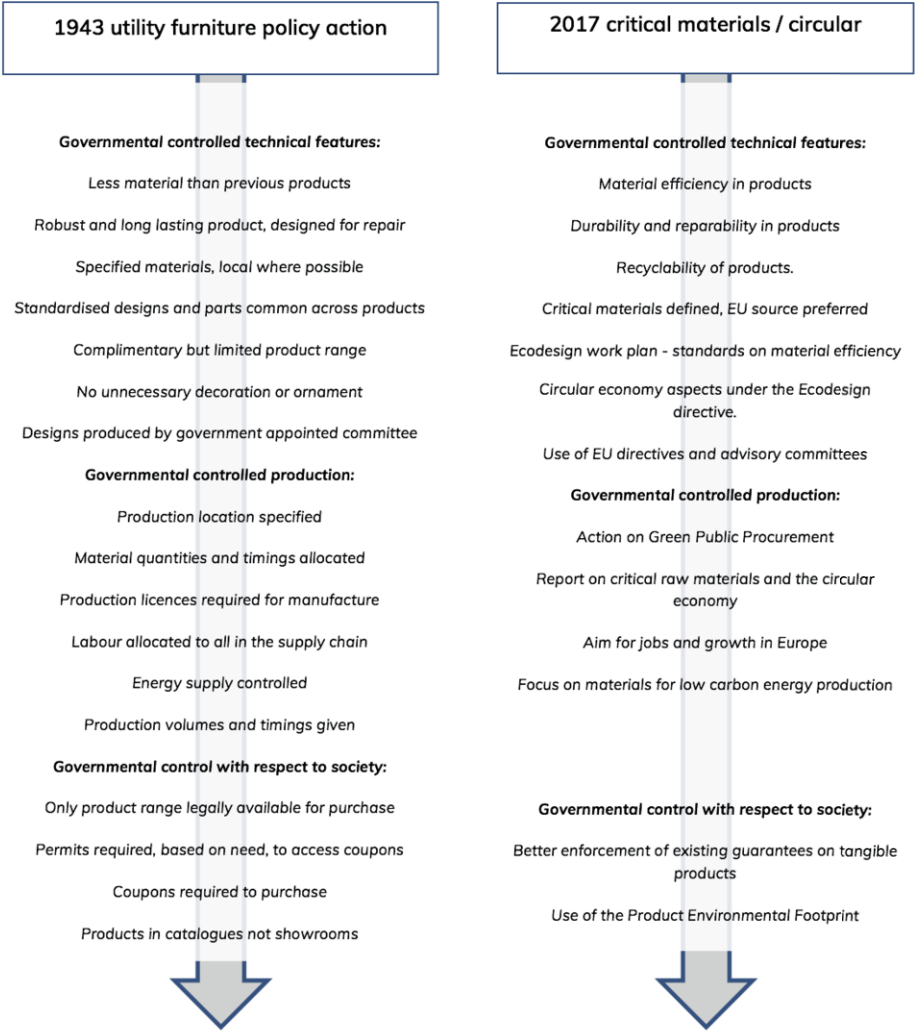 1943 utility furniture policy action
Governmental controlled technical features:
Less material than previous products
Robust and long lasting product, designed for repair
Specified materials, local where possible
Standardised designs and parts common across products
Complimentary but limited product range
No unnecessary decoration or ornament
Designs produced by government appointed committee
Governmental controlled production:
Production location specified
Material quantities and timings allocated
Production licences required for manufacture
Labour allocated to all in the supply chain
Energy supply controlled
Production volumes and timings given
Governmental control with respect to society:
Only product range legally available for purchase
Permits required, based on need, to access coupons
Coupons required to purchase
Products in catalogues not showrooms
2017 critical materials / circular
Governmental controlled technical features:
Material efficiency in products
Durability and reparability in products
Recyclability of products.
Critical materials defined, EU source preferred
Ecodesign work plan - standards on material efficiency
Circular economy aspects under the Ecodesign
directive.
Use of EU directives and advisory committees
Governmental controlled production:
Action on Green Public Procurement
Report on critical raw materials and the circular
economy
Aim for jobs and growth in Europe
Focus on materials for low carbon energy production
Governmental control with respect to society:
Better enforcement of existing guarantees on tangible
products
Use of the Product Environmental Footprint